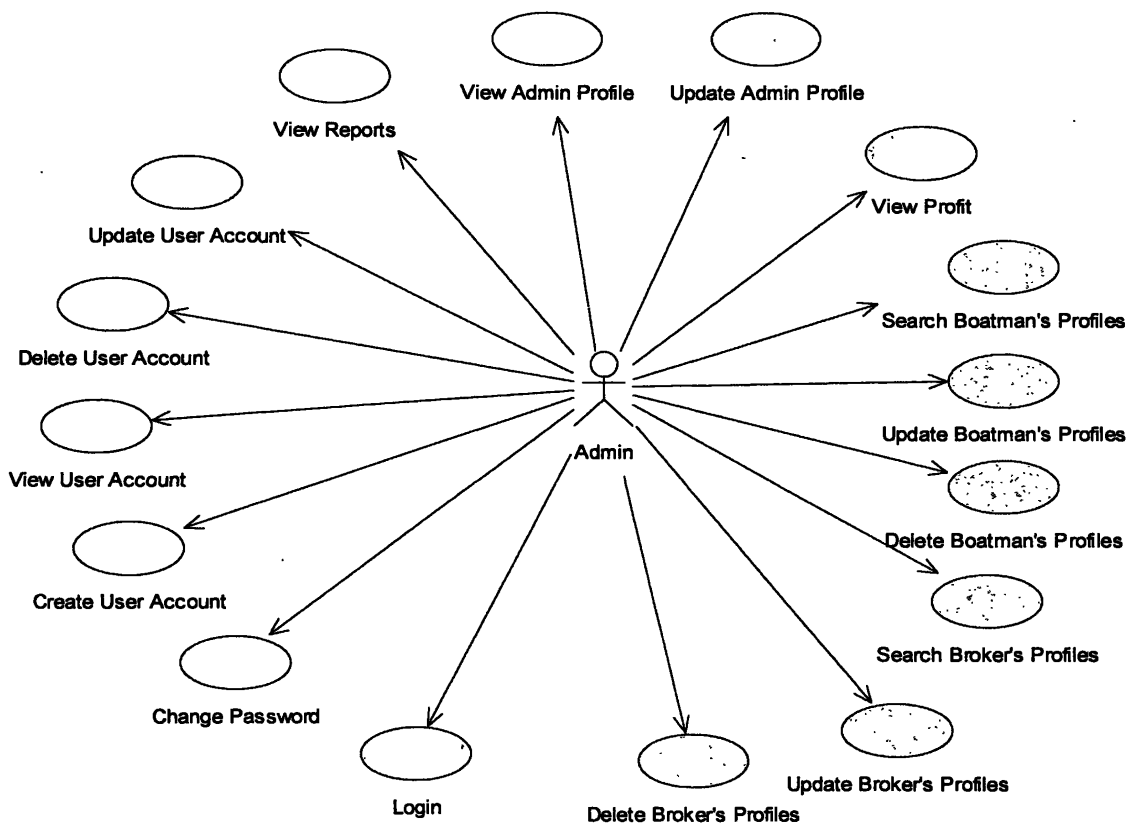 View Admin Profile
Update Admin Profile
View Reports
View Profit
Update User Account
Search Boatman's Profiles
Delete User Account
Update Boatman's Profiles
Admin
View User Account
Delete Boatman's Profiles
Create User Account
Search Broker's Profiles
Change Password
Update Broker's Profiles
Login
Delete Broker's Profiles